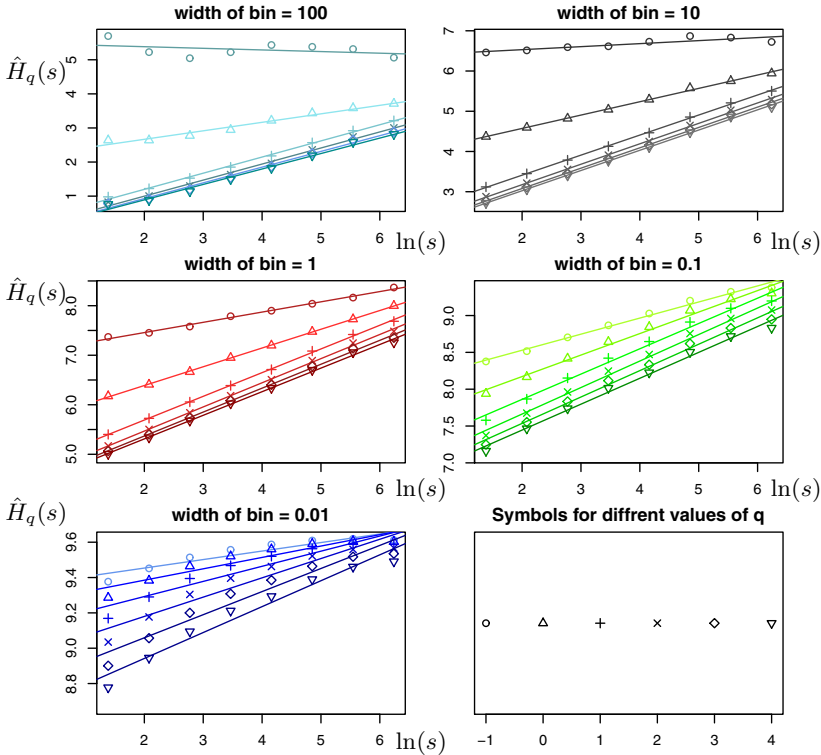 width of bin = 100
Ĥq(s)
5
4
3
2
1
2 3 4 5 6 ln(s)
width of bin = 10
7
6
5
4
3
2 3 4 5 6 ln(s)
width of bin = 1
Ĥq(s)
8.0
7.0
6.0
5.0
2 3 4 5 6 ln(s)
width of bin = 0.1
9.0
8.5
8.0
7.5
7.0
2 3 4 5 6 ln(s)
width of bin = 0.01
Ĥq(s)
9.6
9.4
9.2
9.0
8.8
2 3 4 5 6 ln(s)
Symbols for diffrent values of q
−1 0 1 2 3 4